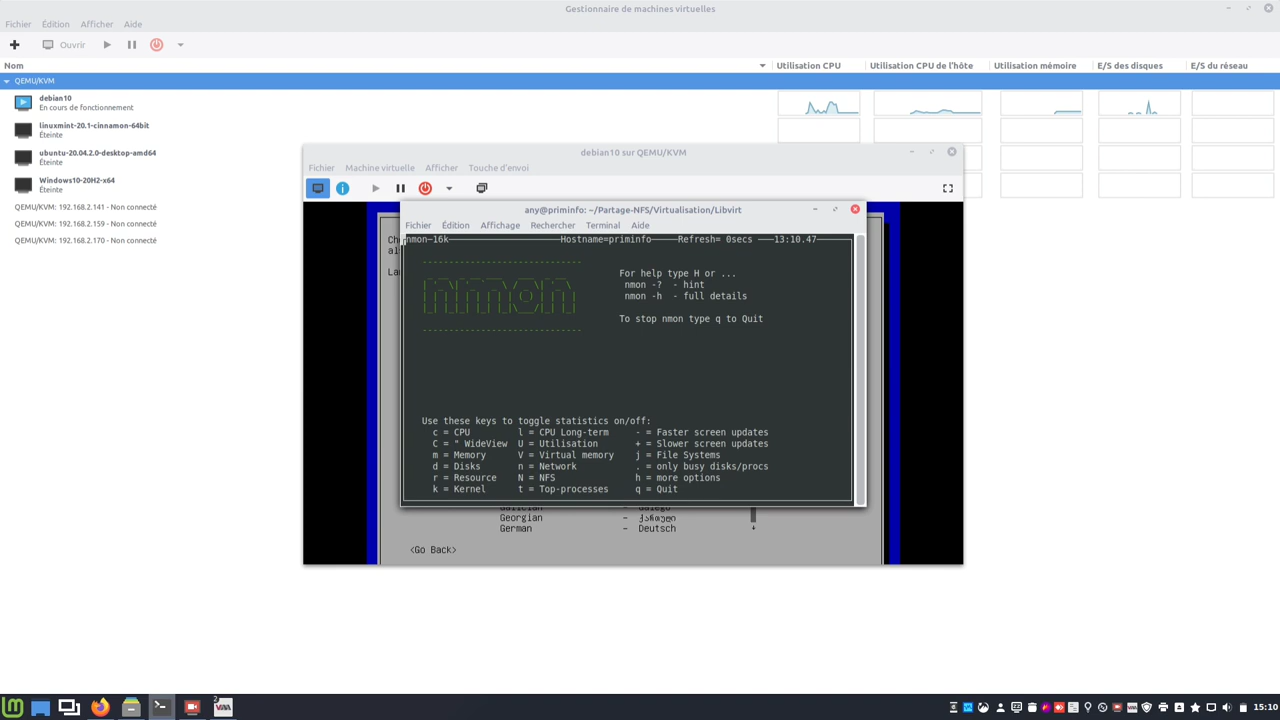 Gestionnaire de machines virtuelles
Fichier Édition Afficher Aide
Ouvrir
Nom Utilisation CPU Utilisation CPU de l'hôte Utilisation mémoire E/S des disques E/S du réseau
QEMU/KVM
debian10
En cours de fonctionnement
linuxmint-20.1-cinnamon-64bit
Éteinte
ubuntu-20.04.2.0-desktop-amd64
Éteinte
Windows10-20H2-x64
Éteinte
QEMU/KVM: 192.168.2.141 - Non connecté
QEMU/KVM: 192.168.2.159 - Non connecté
QEMU/KVM: 192.168.2.170 - Non connecté
debian10 sur QEMU/KVM
Fichier Machine virtuelle Afficher Touche d'envoi
Ch
al
La
any@priminfo: ~/Partage-NFS/Virtualisation/Libvirt
Fichier Édition Affichage Rechercher Terminal Aide
nmon─16k Hostname=priminfo Refresh= 0secs 13:10.47
nmon
For help type H or ...
nmon -? - hint
nmon -h - full details
To stop nmon type q to Quit
Use these keys to toggle statistics on/off:
c = CPU l = CPU Long-term - = Faster screen updates
C = " WideView U = Utilisation + = Slower screen updates
m = Memory V = Virtual memory j = File Systems
d = Disks n = Network . = only busy disks/procs
r = Resource N = NFS h = more options
k = Kernel t = Top-processes q = Quit
Galician - Galego
Georgian - ქართული
German - Deutsch
<Go Back>
15:10